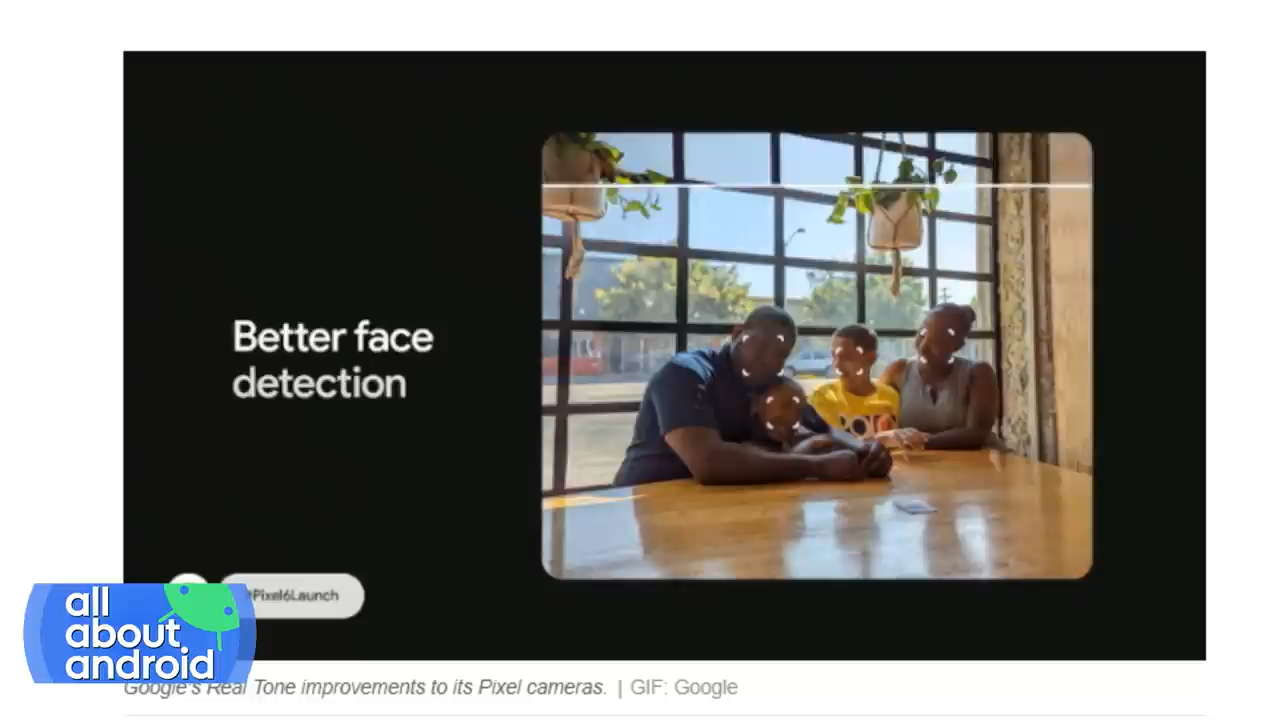 Better face
detection
#Pixel6Launch
all
about
android
Google's Real Tone improvements to its Pixel cameras. | GIF: Google